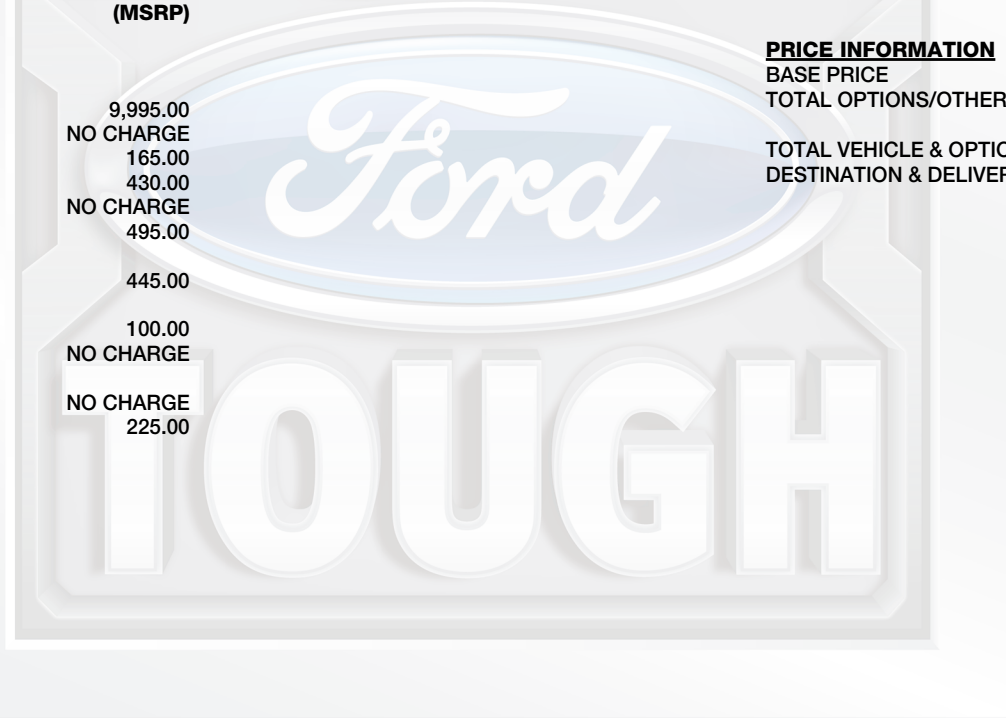 (MSRP)
9,995.00
NO CHARGE
165.00
430.00
NO CHARGE
495.00
445.00
100.00
NO CHARGE
NO CHARGE
225.00
PRICE INFORMATION
BASE PRICE
TOTAL OPTIONS/OTHER
TOTAL VEHICLE & OPTIO
DESTINATION & DELIVER
Ford
TOUGH